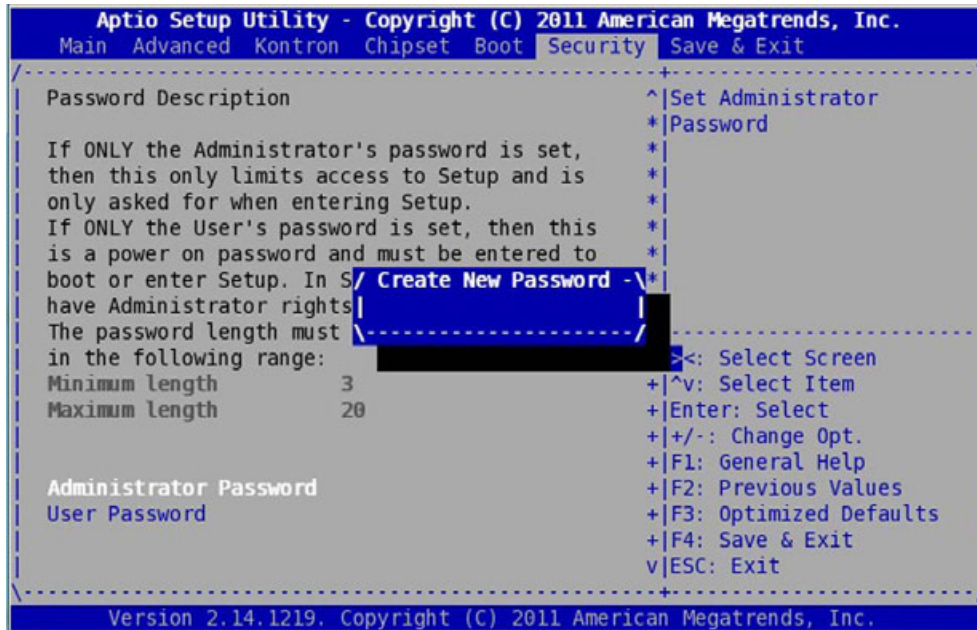 Aptio Setup Utility - Copyright (C) 2011 American Megatrends, Inc.
Main Advanced Kontron Chipset Boot Security Save & Exit
Password Description
If ONLY the Administrator's password is set,
then this only limits access to Setup and is
only asked for when entering Setup.
If ONLY the User's password is set, then this
is a power on password and must be entered to
boot or enter Setup. In S
have Administrator rights
The password length must
in the following range:
Minimum length 3
Maximum length 20
Administrator Password
User Password
/ Create New Password -\
Set Administrator
Password
><: Select Screen
^v: Select Item
Enter: Select
+/-: Change Opt.
F1: General Help
F2: Previous Values
F3: Optimized Defaults
F4: Save & Exit
ESC: Exit
Version 2.14.1219. Copyright (C) 2011 American Megatrends, Inc.